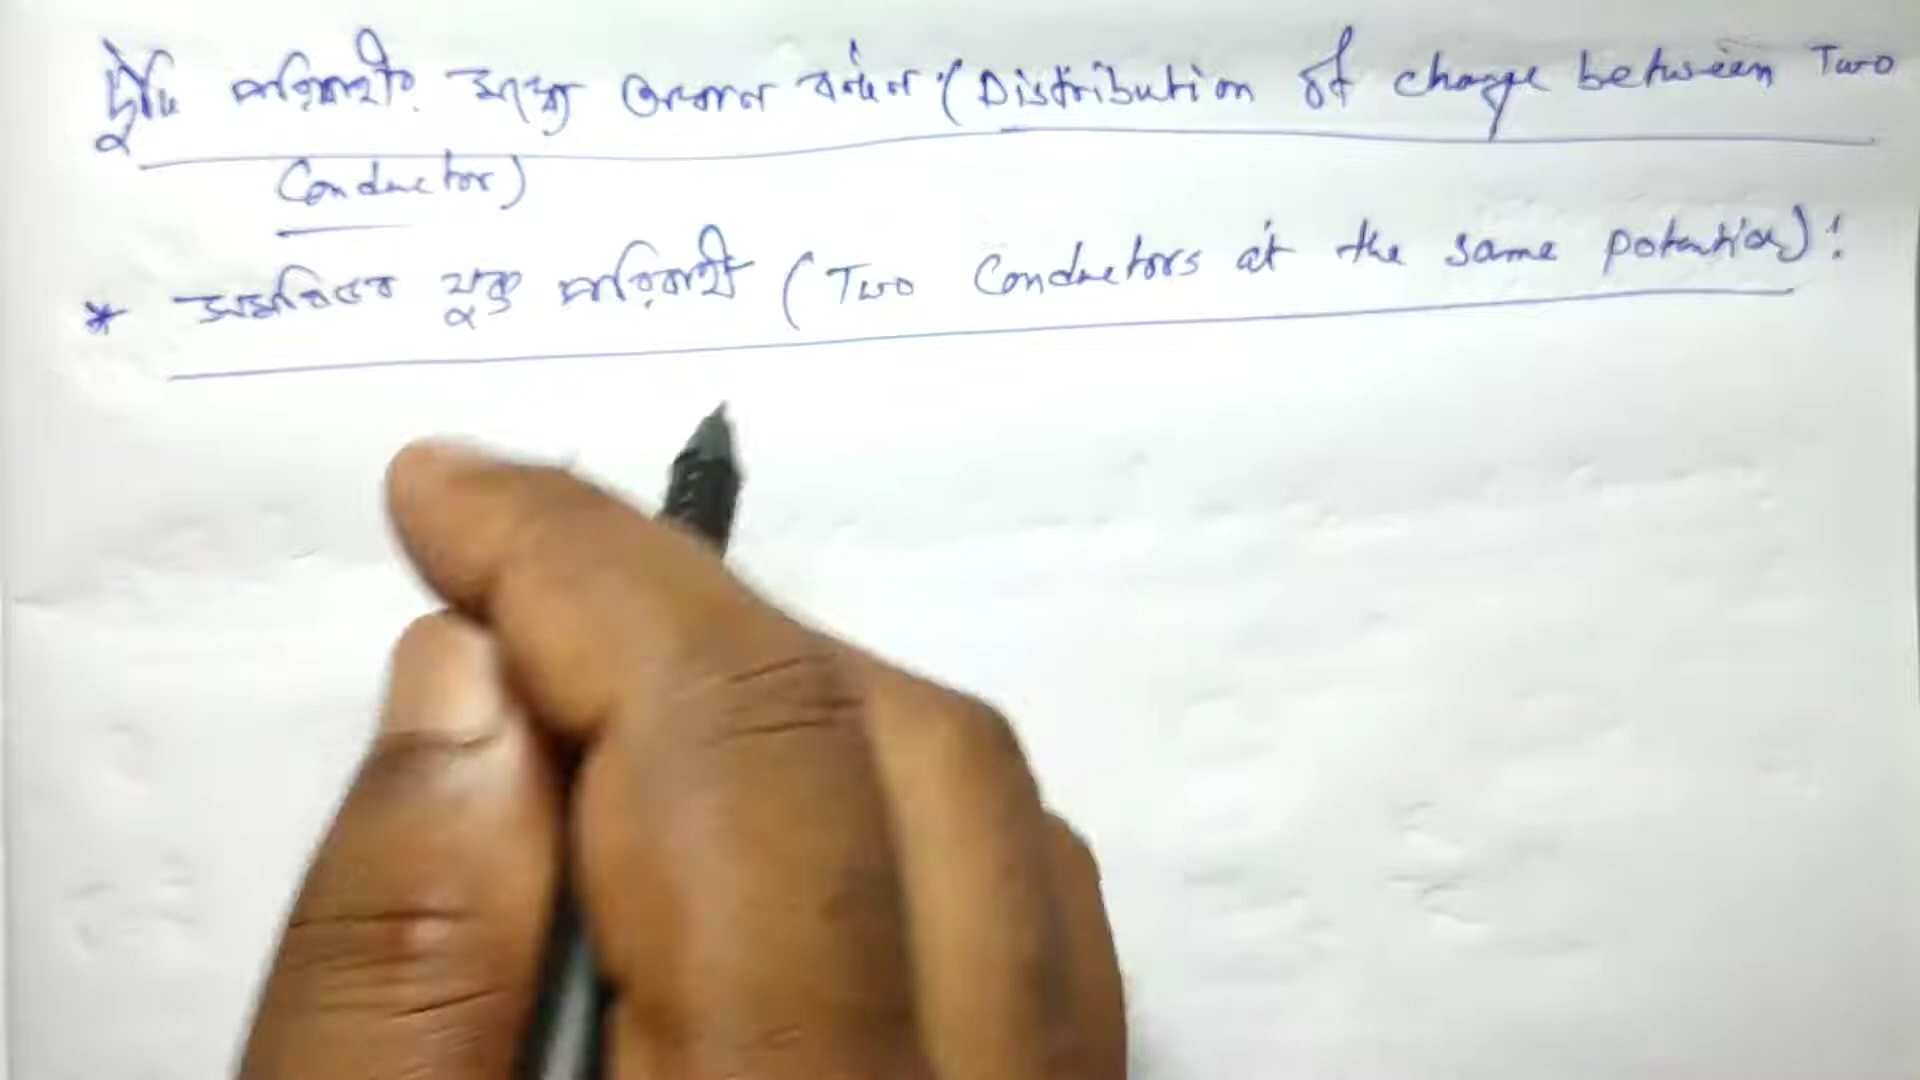 দুটি পরিবাহীর মধ্যে আধানের বন্টন (Distribution of charge between Two
Conductor)
* সমবিভব যুক্ত পরিবাহী (Two Conductors at the same potential):